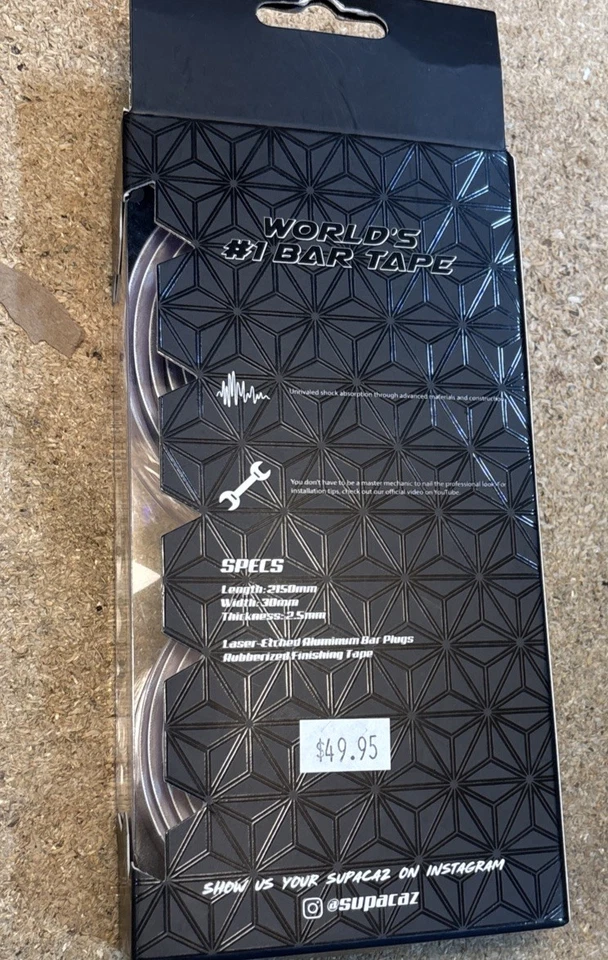 WORLD'S
#1 BAR TAPE
Unrivaled shock absorption through advanced materials and construction
You don't have to be a master mechanic to nail the professional look. For
installation tips, check out our official video on YouTube.
SPECS
Length: 2150mm
Width: 30mm
Thickness: 2.5mm
Laser-Etched Aluminum Bar Plugs
Rubberized Finishing Tape
$49.95
SHOW US YOUR SUPACAZ ON INSTAGRAM
@supacaz